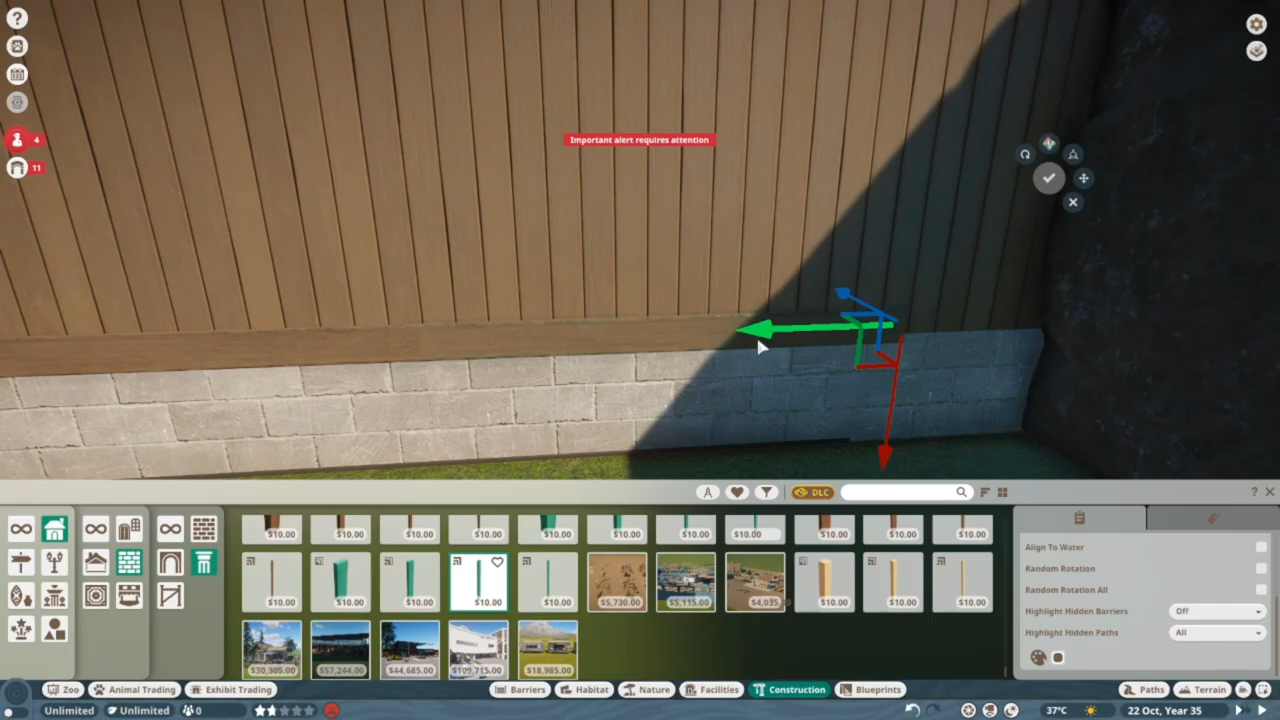 ?
4
11
Important alert requires attention
DLC
? ×
$10.00 $10.00 $10.00 $10.00 $10.00 $10.00 $10.00 $10.00 $10.00 $10.00 $10.00
$10.00 $10.00 $10.00 $10.00 $10.00 $5,730.00 $5,115.00 $4,035.00 $10.00 $10.00 $10.00
$30,305.00 $57,244.00 $44,685.00 $109,715.00 $18,985.00
Align To Water
Random Rotation
Random Rotation All
Highlight Hidden Barriers Off
Highlight Hidden Paths All
Zoo Animal Trading Exhibit Trading Barriers Habitat Nature Facilities Construction Blueprints Paths Terrain
Unlimited Unlimited 0 37°C 22 Oct, Year 35